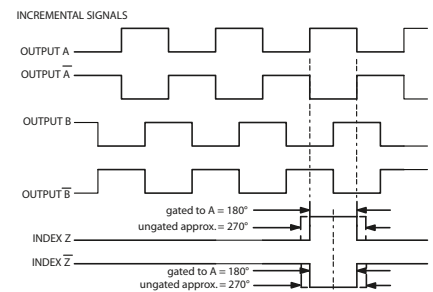 INCREMENTAL SIGNALS
OUTPUT A
OUTPUT A̅
OUTPUT B
OUTPUT B̅
gated to A = 180°
ungated approx. = 270°
INDEX Z
INDEX Z̅
gated to A = 180°
ungated approx. = 270°